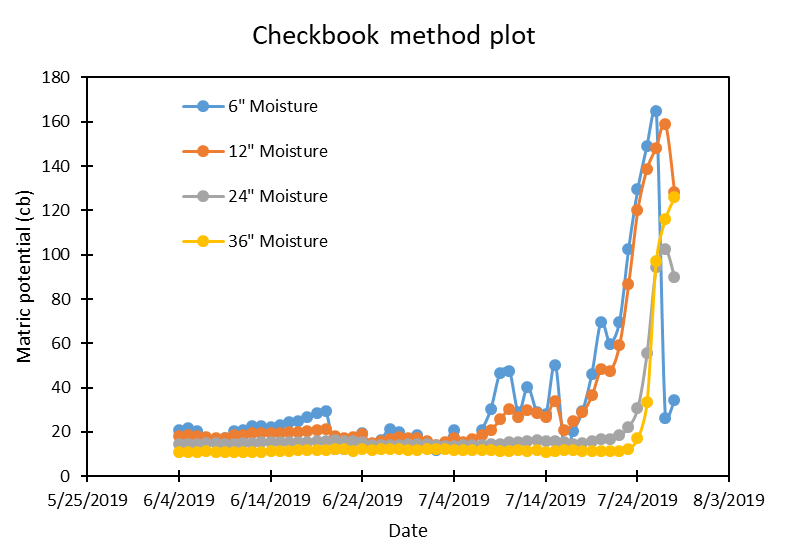 Checkbook method plot
180
160
140
120
100
80
60
40
20
0
Matric potential (cb)
6" Moisture
12" Moisture
24" Moisture
36" Moisture
5/25/2019 6/4/2019 6/14/2019 6/24/2019 7/4/2019 7/14/2019 7/24/2019 8/3/2019
Date